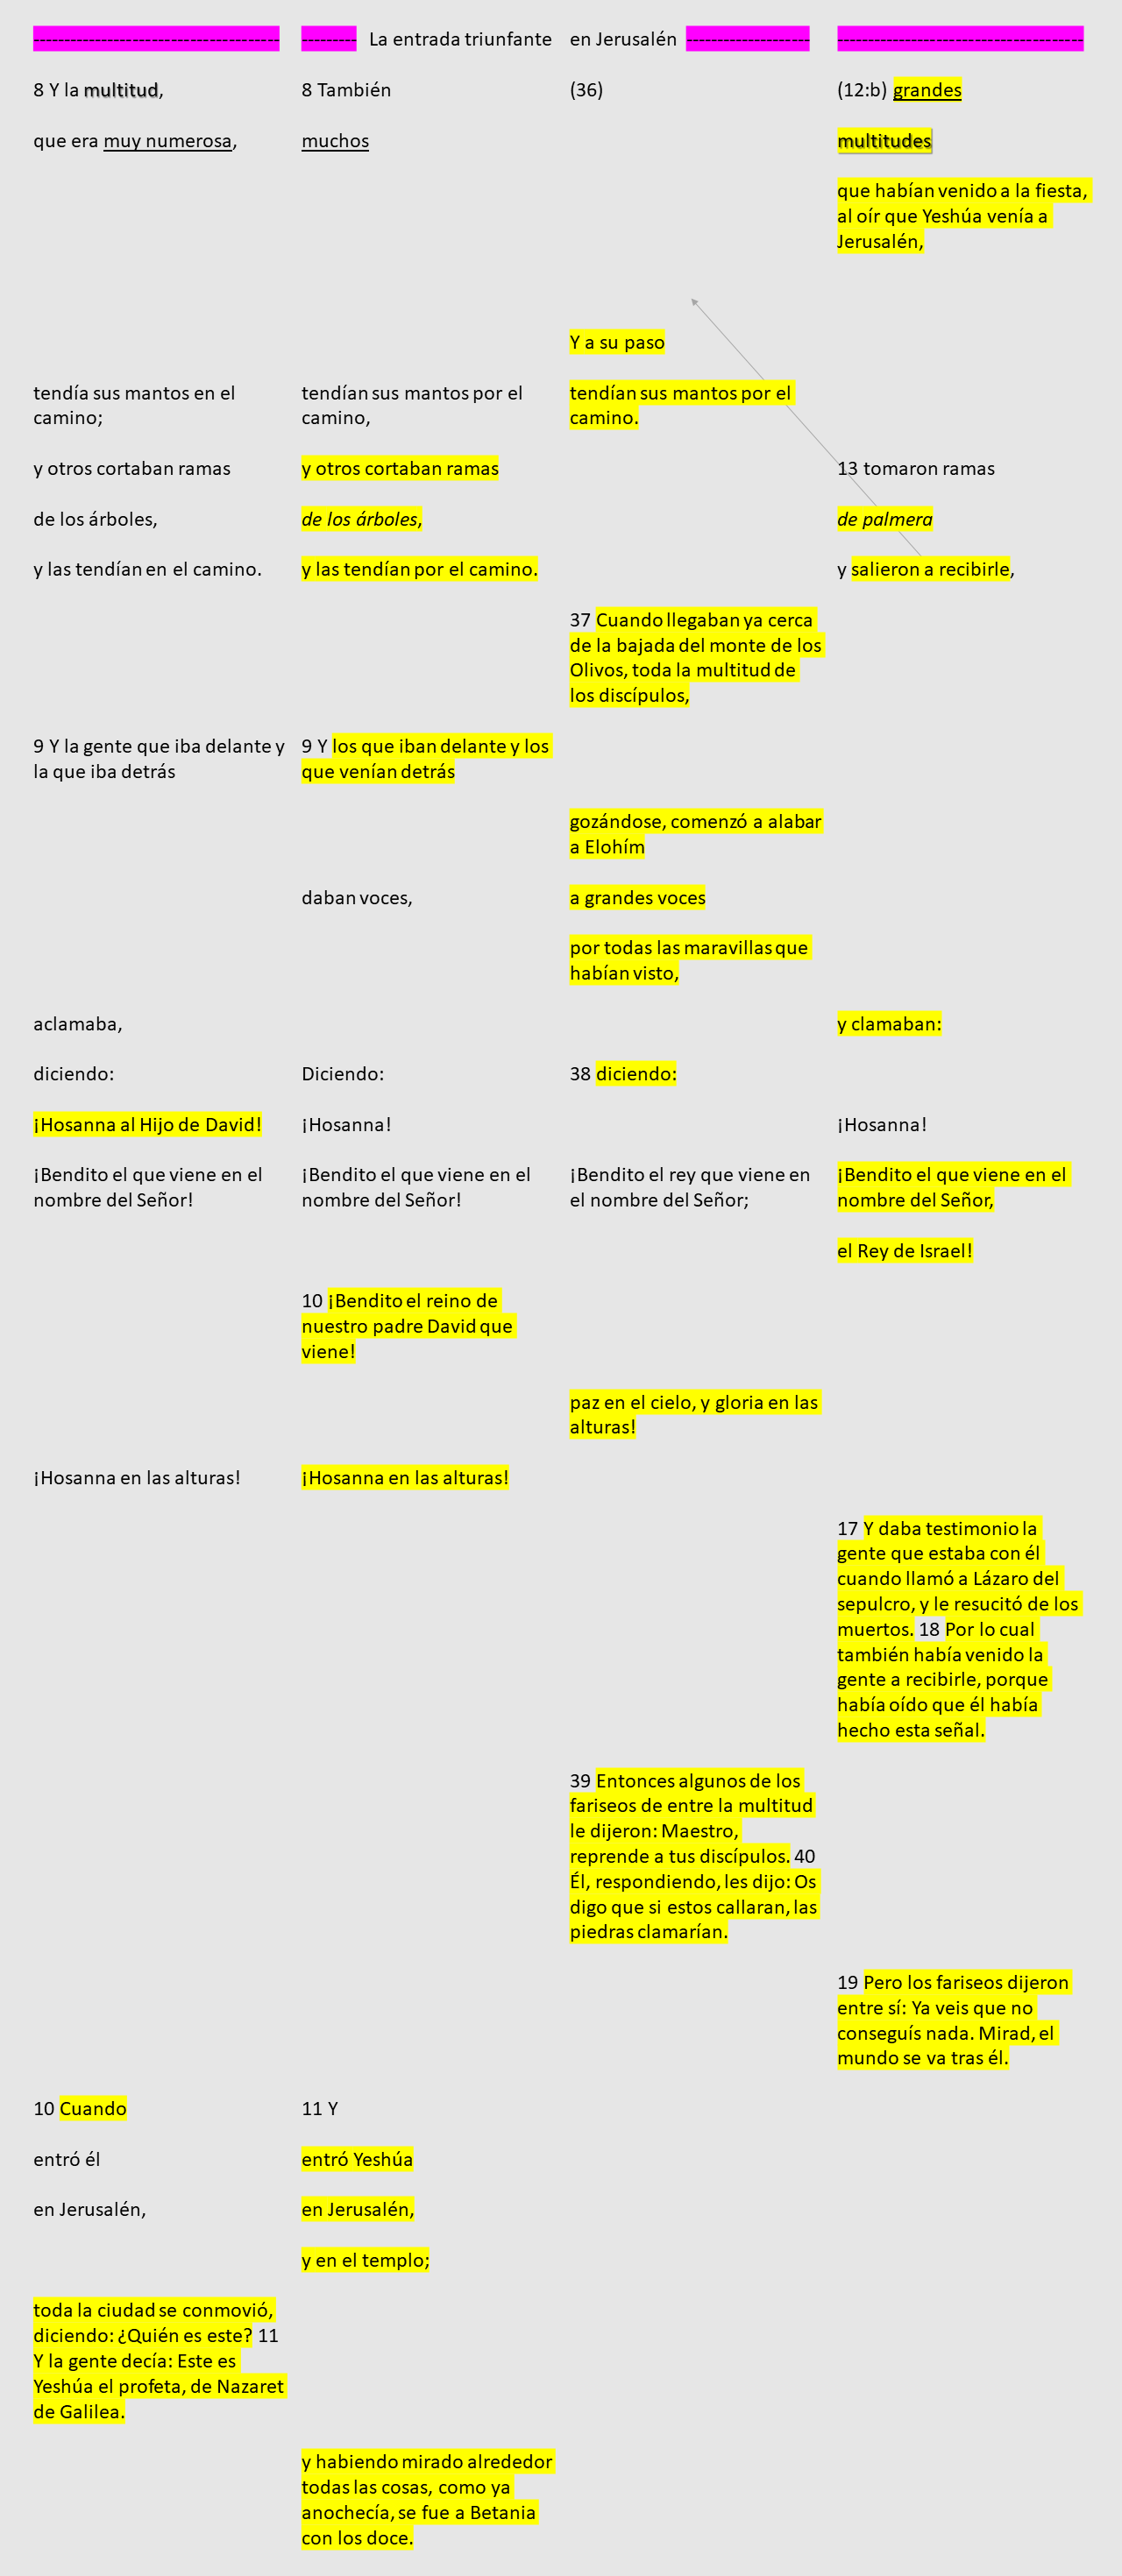 ---------------------------------------- --------- La entrada triunfante en Jerusalén -------------------- ----------------------------------------
8 Y la multitud, 8 También (36) (12:b) grandes
que era muy numerosa, muchos multitudes
que habían venido a la fiesta,
al oír que Yeshúa venía a
Jerusalén,
Y a su paso
tendía sus mantos en el tendían sus mantos por el tendían sus mantos por el
camino; camino, camino.
y otros cortaban ramas y otros cortaban ramas 13 tomaron ramas
de los árboles, de los árboles, de palmera
y las tendían en el camino. y las tendían por el camino. y salieron a recibirle,
37 Cuando llegaban ya cerca
de la bajada del monte de los
Olivos, toda la multitud de
los discípulos,
9 Y la gente que iba delante y 9 Y los que iban delante y los
la que iba detrás que venían detrás
gozándose, comenzó a alabar
a Elohím
daban voces, a grandes voces
por todas las maravillas que
habían visto,
aclamaba, y clamaban:
diciendo: Diciendo: 38 diciendo:
¡Hosanna al Hijo de David! ¡Hosanna! ¡Hosanna!
¡Bendito el que viene en el ¡Bendito el que viene en el ¡Bendito el rey que viene en ¡Bendito el que viene en el
nombre del Señor! nombre del Señor! el nombre del Señor; nombre del Señor,
el Rey de Israel!
10 ¡Bendito el reino de
nuestro padre David que
viene!
paz en el cielo, y gloria en las
alturas!
¡Hosanna en las alturas! ¡Hosanna en las alturas!
17 Y daba testimonio la
gente que estaba con él
cuando llamó a Lázaro del
sepulcro, y le resucitó de los
muertos. 18 Por lo cual
también había venido la
gente a recibirle, porque
había oído que él había
hecho esta señal.
39 Entonces algunos de los
fariseos de entre la multitud
le dijeron: Maestro,
reprende a tus discípulos. 40
Él, respondiendo, les dijo: Os
digo que si estos callaran, las
piedras clamarían.
19 Pero los fariseos dijeron
entre sí: Ya veis que no
conseguís nada. Mirad, el
mundo se va tras él.
10 Cuando 11 Y
entró él entró Yeshúa
en Jerusalén, en Jerusalén,
y en el templo;
toda la ciudad se conmovió,
diciendo: ¿Quién es este? 11
Y la gente decía: Este es
Yeshúa el profeta, de Nazaret
de Galilea.
y habiendo mirado alrededor
todas las cosas, como ya
anochecía, se fue a Betania
con los doce.